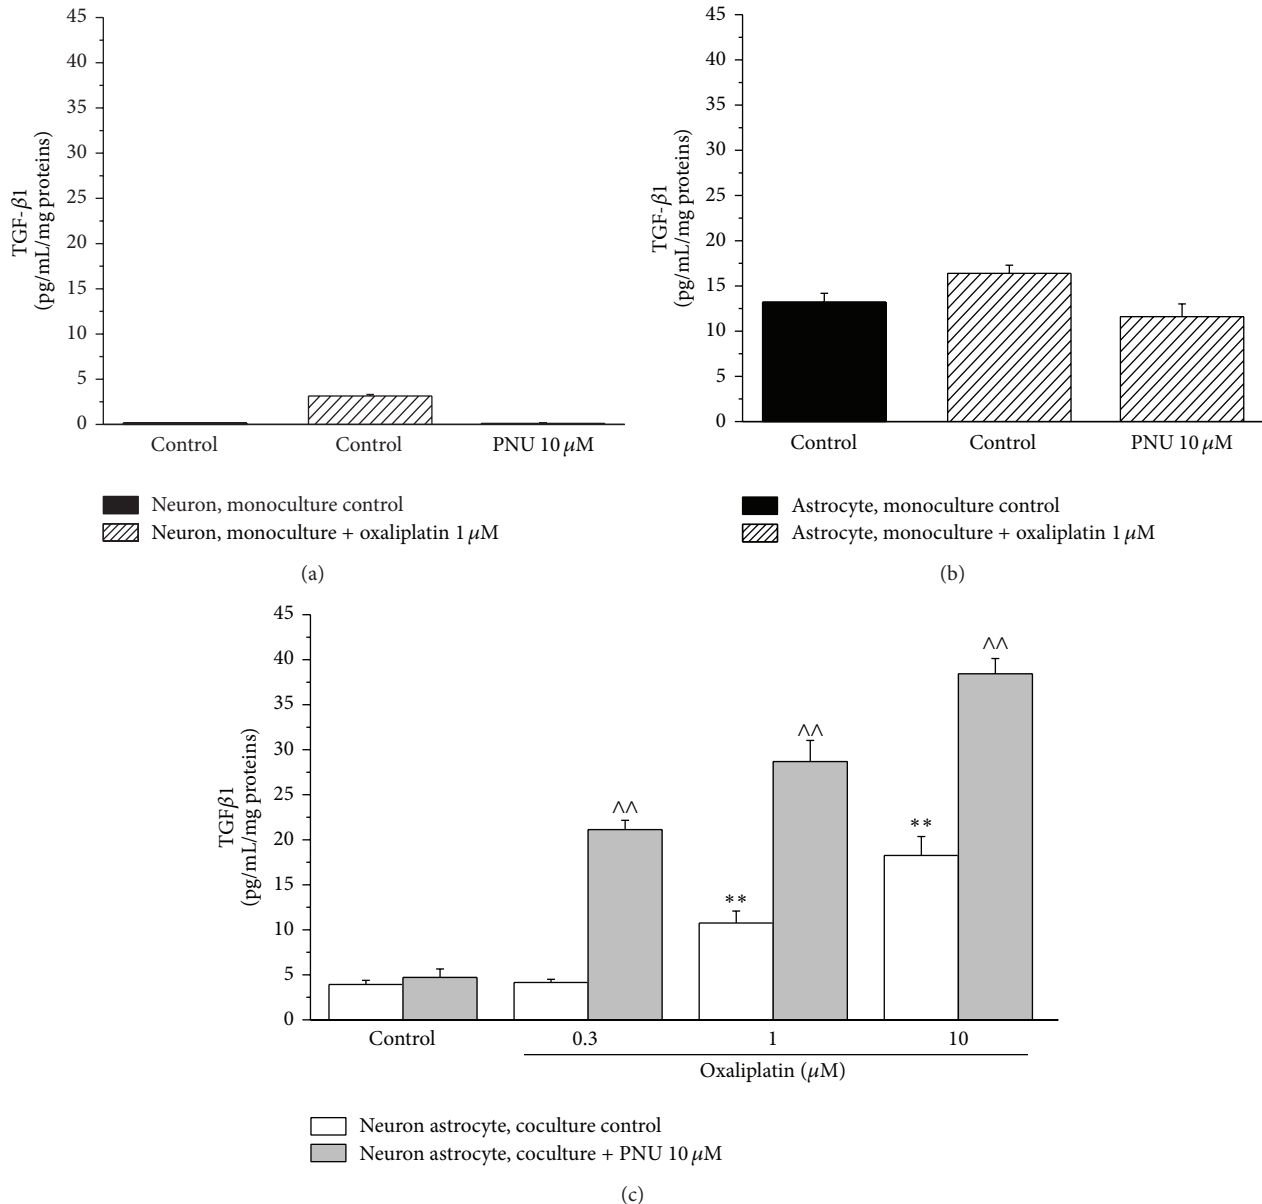 45
40
35
30
25
20
15
10
5
0
TGF-β1
(pg/mL/mg proteins)
Control
Control
PNU 10 μM
Neuron, monoculture control
Neuron, monoculture + oxaliplatin 1 μM
(a)
45
40
35
30
25
20
15
10
5
0
TGF-β1
(pg/mL/mg proteins)
Control
Control
PNU 10 μM
Astrocyte, monoculture control
Astrocyte, monoculture + oxaliplatin 1 μM
(b)
45
40
35
30
25
20
15
10
5
0
TGFβ1
(pg/mL/mg proteins)
^^
**
^^
**
^^
Control
0.3
1
10
Oxaliplatin (μM)
Neuron astrocyte, coculture control
Neuron astrocyte, coculture + PNU 10 μM
(c)